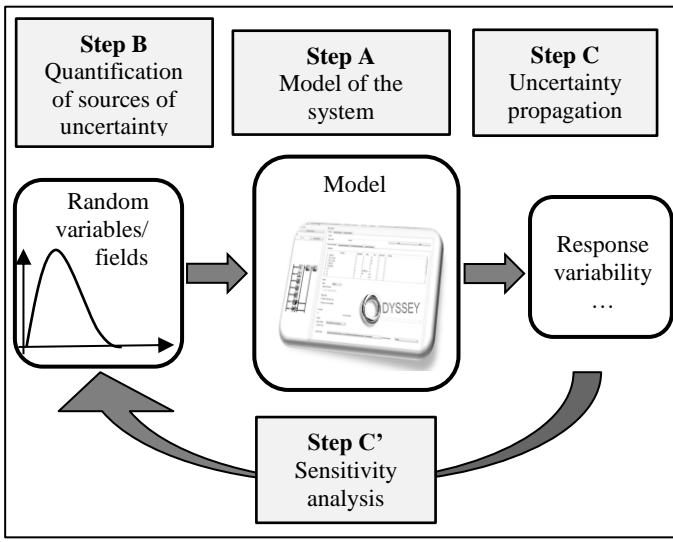 Step B
Quantification
of sources of
uncertainty
Step A
Model of the
system
Step C
Uncertainty
propagation
Random
variables/
fields
Model
DYSSEY
Response
variability
…
Step C’
Sensitivity
analysis